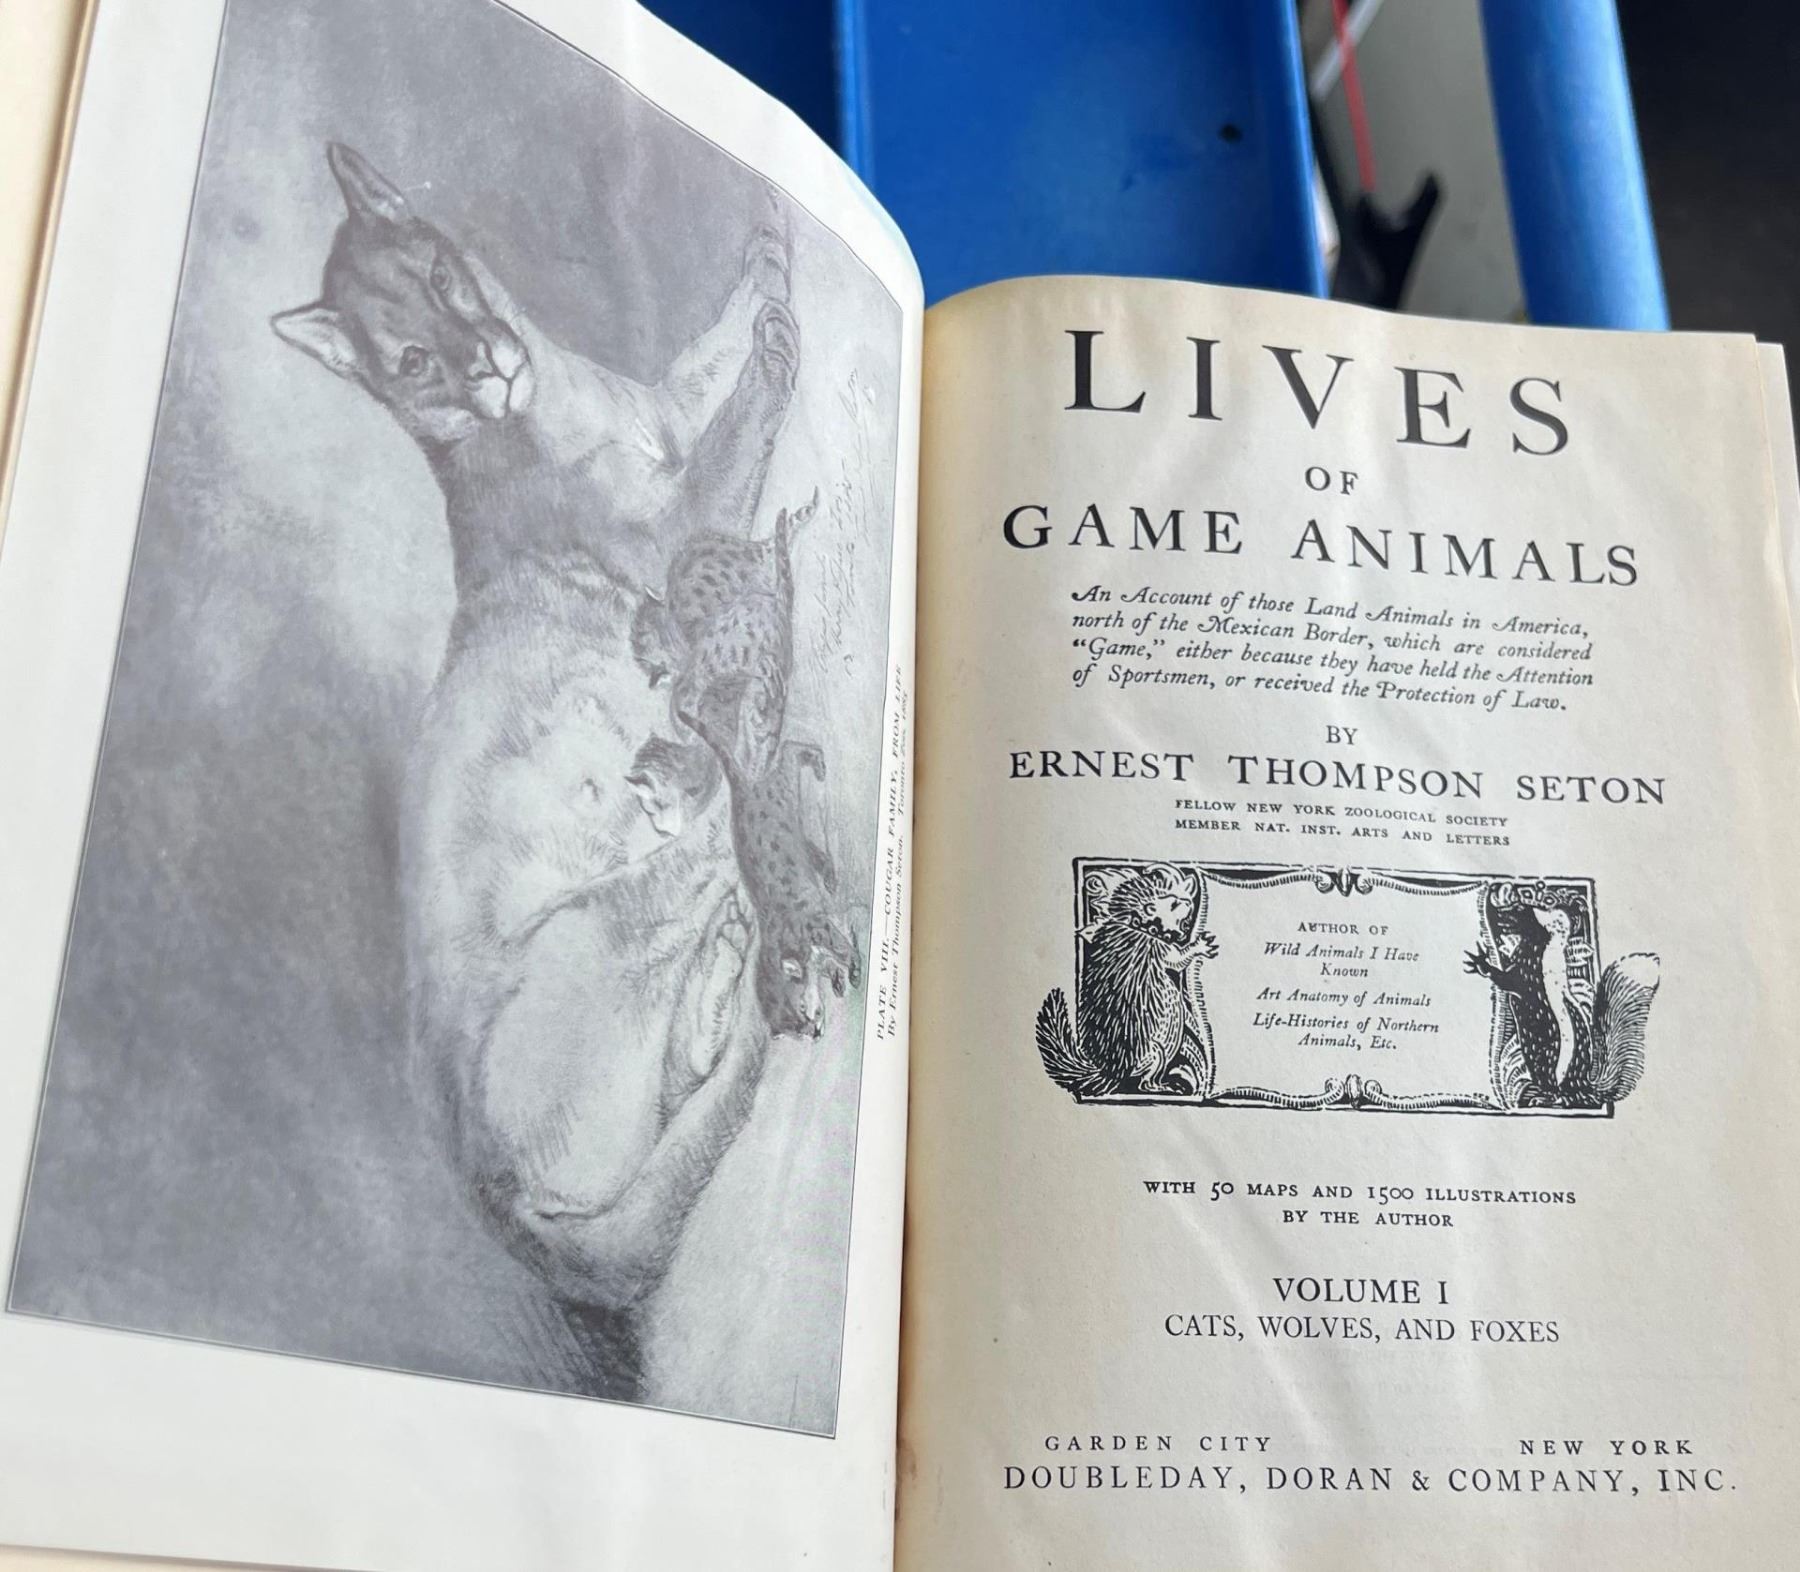 PLATE VIII.—COUGAR FAMILY, FROM LIFE
By Ernest Thompson Seton. Toronto Zoo,
LIVES
OF
GAME ANIMALS
An Account of those Land Animals in America,
north of the Mexican Border, which are considered
“Game,” either because they have held the Attention
of Sportsmen, or received the Protection of Law.
BY
ERNEST THOMPSON SETON
FELLOW NEW YORK ZOOLOGICAL SOCIETY
MEMBER NAT. INST. ARTS AND LETTERS
AUTHOR OF
Wild Animals I Have
Known
Art Anatomy of Animals
Life-Histories of Northern
Animals, Etc.
WITH 50 MAPS AND 1500 ILLUSTRATIONS
BY THE AUTHOR
VOLUME I
CATS, WOLVES, AND FOXES
GARDEN CITY NEW YORK
DOUBLEDAY, DORAN & COMPANY, INC.